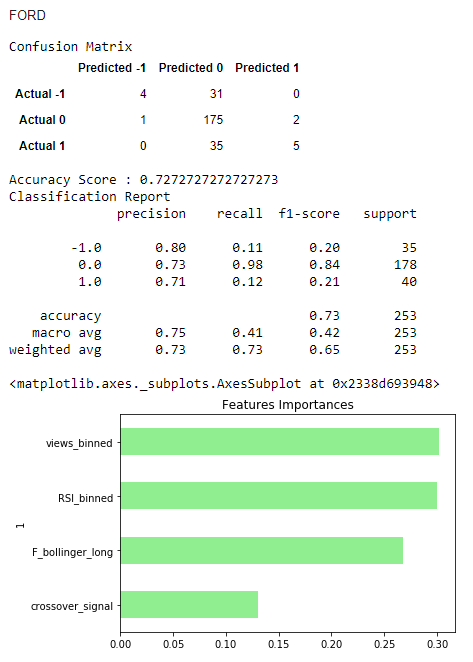 FORD
Confusion Matrix
Predicted -1 Predicted 0 Predicted 1
Actual -1 4 31 0
Actual 0 1 175 2
Actual 1 0 35 5
Accuracy Score : 0.7272727272727273
Classification Report
precision recall f1-score support
-1.0 0.80 0.11 0.20 35
0.0 0.73 0.98 0.84 178
1.0 0.71 0.12 0.21 40
accuracy 0.73 253
macro avg 0.75 0.41 0.42 253
weighted avg 0.73 0.73 0.65 253
<matplotlib.axes._subplots.AxesSubplot at 0x2338d693948>
Features Importances
views_binned
RSI_binned
1
F_bollinger_long
crossover_signal
0.00 0.05 0.10 0.15 0.20 0.25 0.30